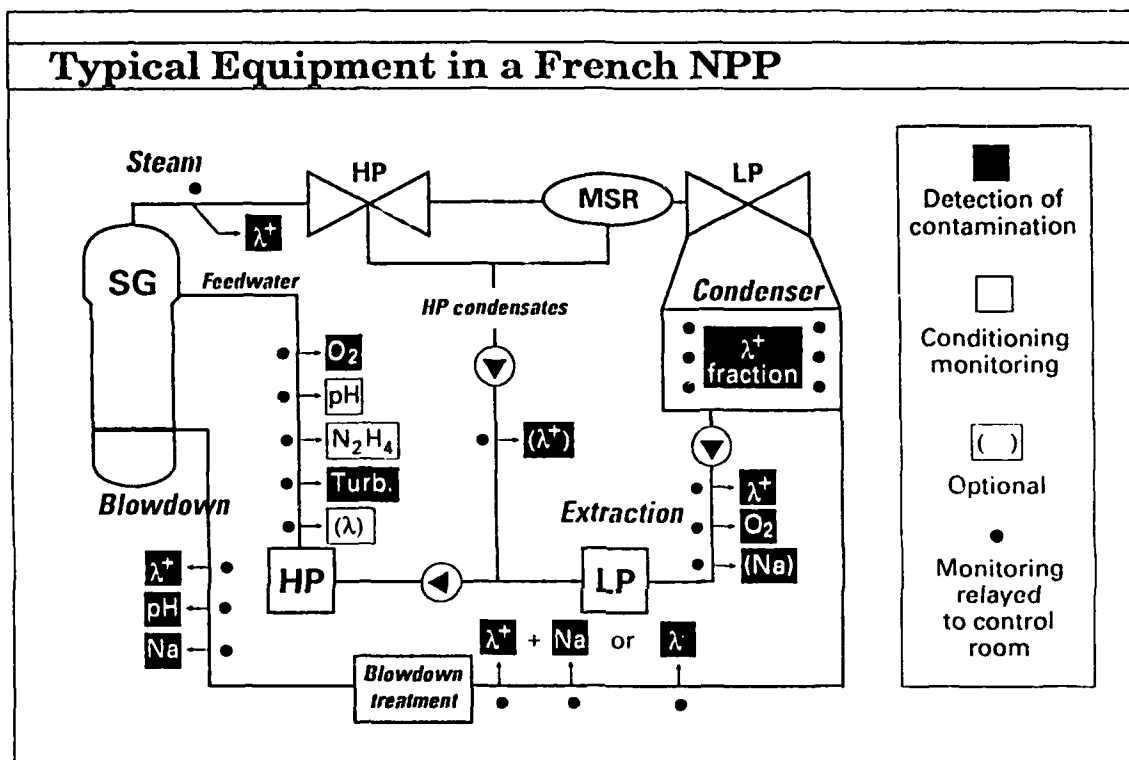 Typical Equipment in a French NPP
Steam
HP
MSR
LP
λ⁺
SG
Feedwater
HP condensates
Condenser
λ⁺
fraction
O₂
pH
N₂H₄
Turb.
(λ)
(λ⁺)
Blowdown
Extraction
λ⁺
O₂
(Na)
λ⁺
pH
Na
HP
LP
λ⁺ + Na or λ
Blowdown
treatment
Detection of
contamination
Conditioning
monitoring
( )
Optional
Monitoring
relayed
to control
room